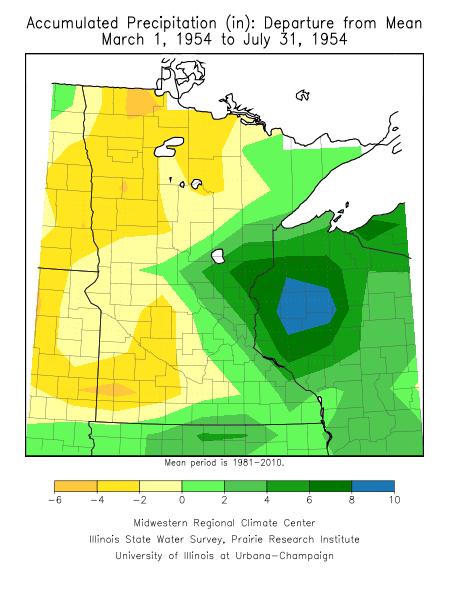 Accumulated Precipitation (in): Departure from Mean
March 1, 1954 to July 31, 1954
Mean period is 1981-2010.
-6 -4 -2 0 2 4 6 8 10
Midwestern Regional Climate Center
Illinois State Water Survey, Prairie Research Institute
University of Illinois at Urbana-Champaign